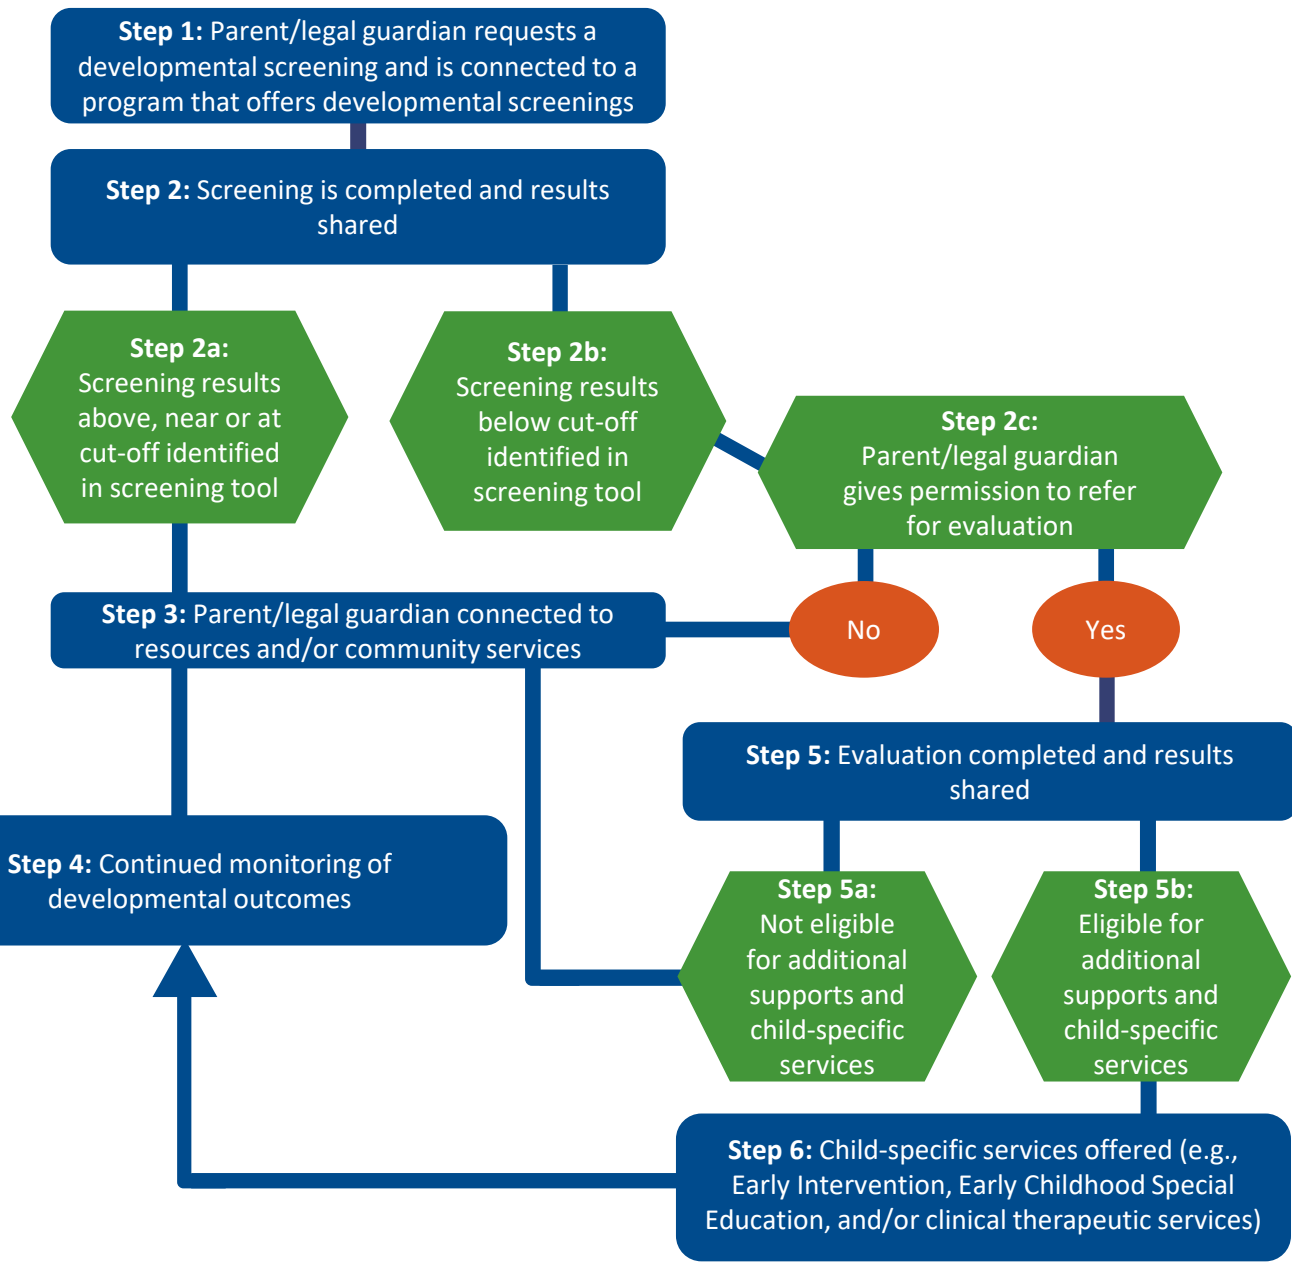 Step 1: Parent/legal guardian requests a
developmental screening and is connected to a
program that offers developmental screenings
Step 2: Screening is completed and results
shared
Step 2a:
Screening results
above, near or at
cut-off identified
in screening tool
Step 2b:
Screening results
below cut-off
identified in
screening tool
Step 2c:
Parent/legal guardian
gives permission to refer
for evaluation
No
Yes
Step 3: Parent/legal guardian connected to
resources and/or community services
Step 5: Evaluation completed and results
shared
Step 4: Continued monitoring of
developmental outcomes
Step 5a:
Not eligible
for additional
supports and
child-specific
services
Step 5b:
Eligible for
additional
supports and
child-specific
services
Step 6: Child-specific services offered (e.g.,
Early Intervention, Early Childhood Special
Education, and/or clinical therapeutic services)